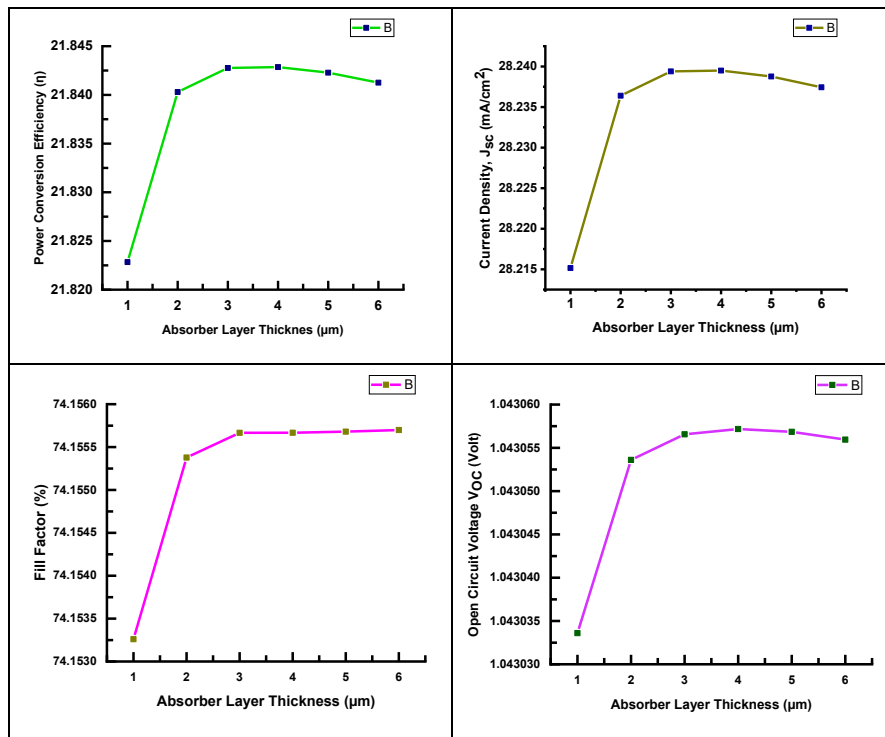 B
Power Conversion Efficiency (η)
21.845
21.840
21.835
21.830
21.825
21.820
1 2 3 4 5 6
Absorber Layer Thicknes (µm)
B
Current Density, JSC (mA/cm²)
28.240
28.235
28.230
28.225
28.220
28.215
1 2 3 4 5 6
Absorber Layer Thickness (µm)
B
Fill Factor (%)
74.1560
74.1555
74.1550
74.1545
74.1540
74.1535
74.1530
1 2 3 4 5 6
Absorber Layer Thickness (µm)
B
Open Circuit Voltage VOC (Volt)
1.043060
1.043055
1.043050
1.043045
1.043040
1.043035
1.043030
1 2 3 4 5 6
Absorber Layer Thickness (µm)